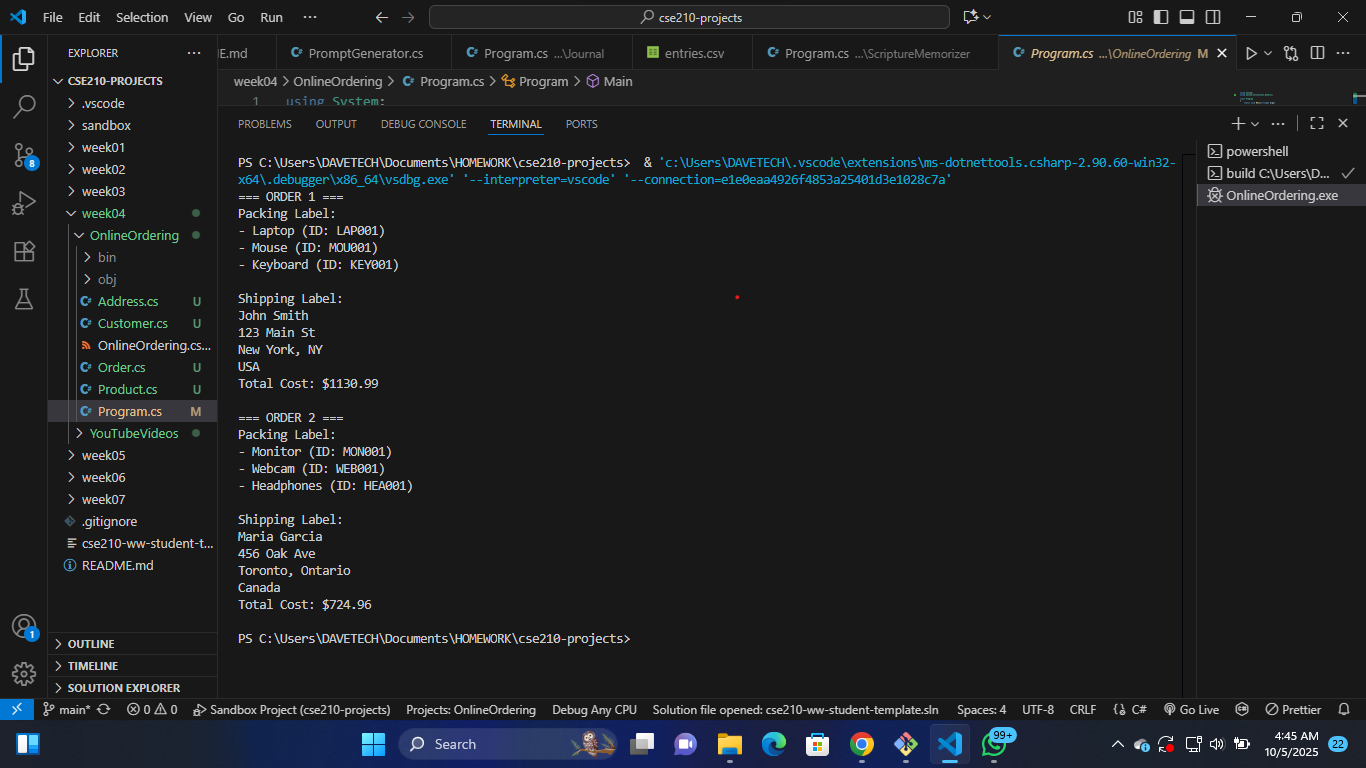 File Edit Selection View Go Run ···
cse210-projects
EXPLORER ···
E.md
PromptGenerator.cs
Program.cs ...\Journal
entries.csv
Program.cs ...\ScriptureMemorizer
Program.cs ...\OnlineOrdering M
CSE210-PROJECTS
.vscode
sandbox
week01
week02
week03
week04
OnlineOrdering
bin
obj
Address.cs U
Customer.cs U
OnlineOrdering.cs...
Order.cs U
Product.cs U
Program.cs M
YouTubeVideos
week05
week06
week07
.gitignore
cse210-ww-student-t...
README.md
OUTLINE
TIMELINE
SOLUTION EXPLORER
8
1
week04 > OnlineOrdering > Program.cs > Program > Main
1 using System;
PROBLEMS OUTPUT DEBUG CONSOLE TERMINAL PORTS
PS C:\Users\DAVETECH\Documents\HOMEWORK\cse210-projects> & 'c:\Users\DAVETECH\.vscode\extensions\ms-dotnettools.csharp-2.90.60-win32-
x64\.debugger\x86_64\vsdbg.exe' '--interpreter=vscode' '--connection=e1e0eaa4926f4853a25401d3e1028c7a'
=== ORDER 1 ===
Packing Label:
- Laptop (ID: LAP001)
- Mouse (ID: MOU001)
- Keyboard (ID: KEY001)
Shipping Label:
John Smith
123 Main St
New York, NY
USA
Total Cost: $1130.99
=== ORDER 2 ===
Packing Label:
- Monitor (ID: MON001)
- Webcam (ID: WEB001)
- Headphones (ID: HEA001)
Shipping Label:
Maria Garcia
456 Oak Ave
Toronto, Ontario
Canada
Total Cost: $724.96
PS C:\Users\DAVETECH\Documents\HOMEWORK\cse210-projects>
powershell
build C:\Users\D...
OnlineOrdering.exe
main* 0 0 Sandbox Project (cse210-projects) Projects: OnlineOrdering Debug Any CPU Solution file opened: cse210-ww-student-template.sln Spaces: 4 UTF-8 CRLF {} C# Go Live Prettier
Search
99+
4:45 AM
10/5/2025
22